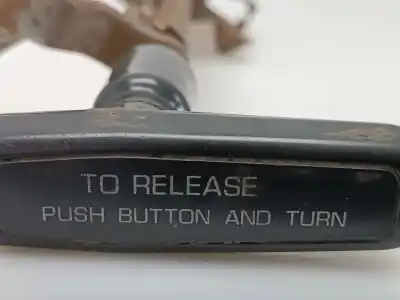 TO RELEASE
PUSH BUTTON AND TURN